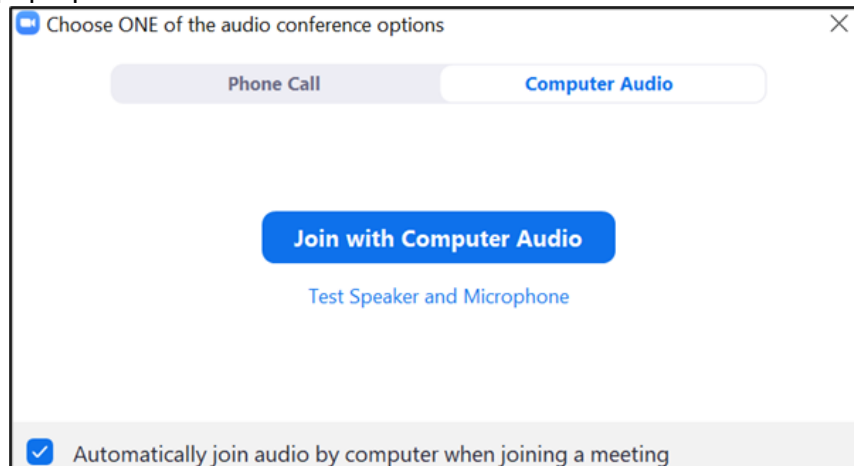 Choose ONE of the audio conference options
Phone Call Computer Audio
Join with Computer Audio
Test Speaker and Microphone
Automatically join audio by computer when joining a meeting